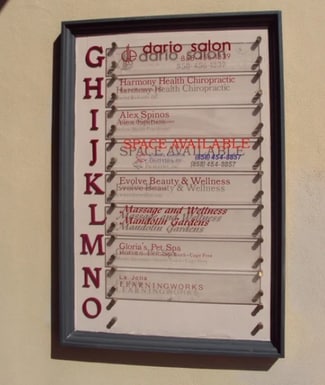 G
dario salon
H
Harmony Health Chiropractic
I
Alex Spinos
J
SPACE AVAILABLE
(858) 454-8857
K
Evolve Beauty & Wellness
L
Massage and Wellness
Mandolin Gardens
M
Gloria's Pet Spa
N
La Jena
LEARNINGWORKS
O